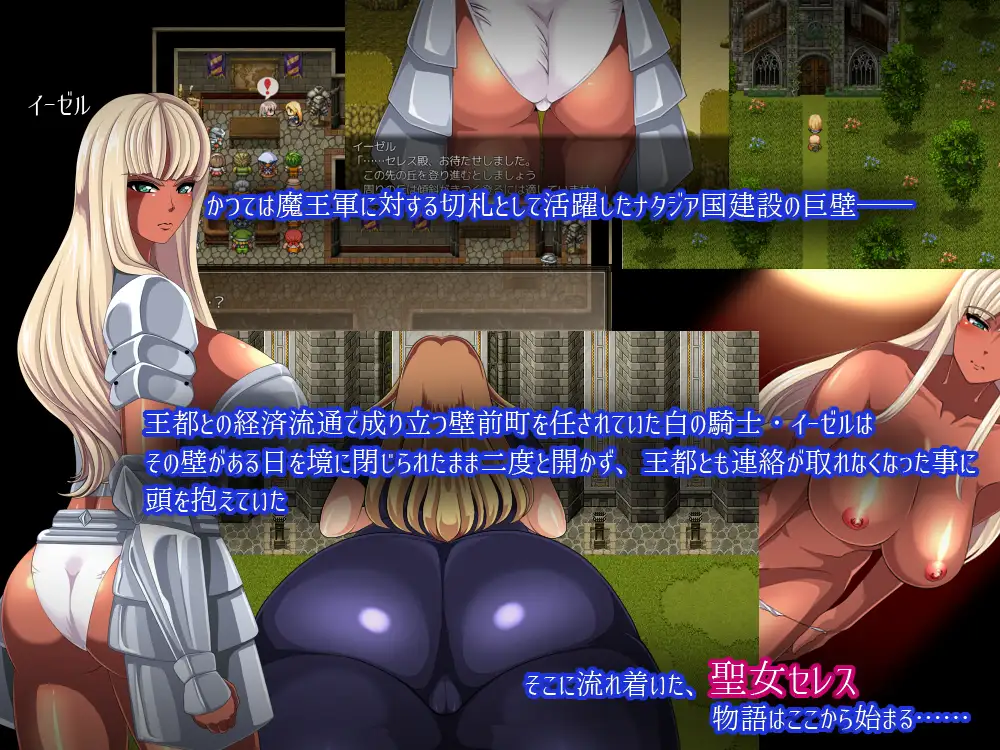 イーゼル
イーゼル
「……セレス殿、お待たせしました。
この先の丘を登り進むとしましょう
かつては魔王軍に対する切札として活躍したナタジア国建設の巨壁――
・?
王都との経済流通で成り立つ壁前町を任されていた白の騎士・イーゼルは
その壁がある日を境に閉じられたまま二度と開かず、王都とも連絡が取れなくなった事に
頭を抱えていた
そこに流れ着いた、聖女セレス
物語はここから始まる……